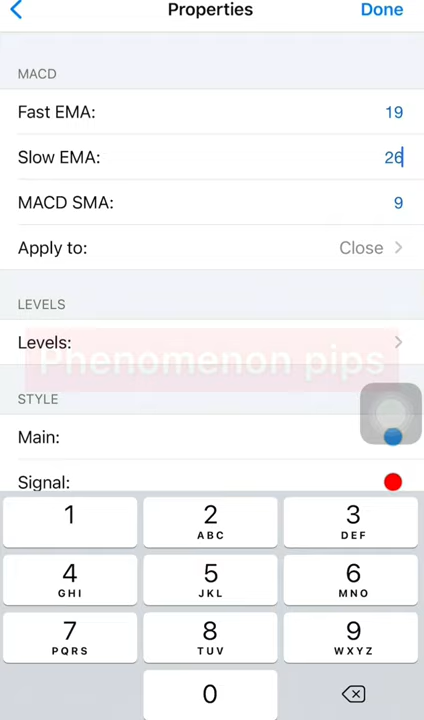 Properties Done
MACD
Fast EMA: 19
Slow EMA: 26
MACD SMA: 9
Apply to: Close
LEVELS
Levels:
Phenomenon pips
STYLE
Main:
Signal:
1 2 3
ABC DEF
4 5 6
GHI JKL MNO
7 8 9
PQRS TUV WXYZ
0